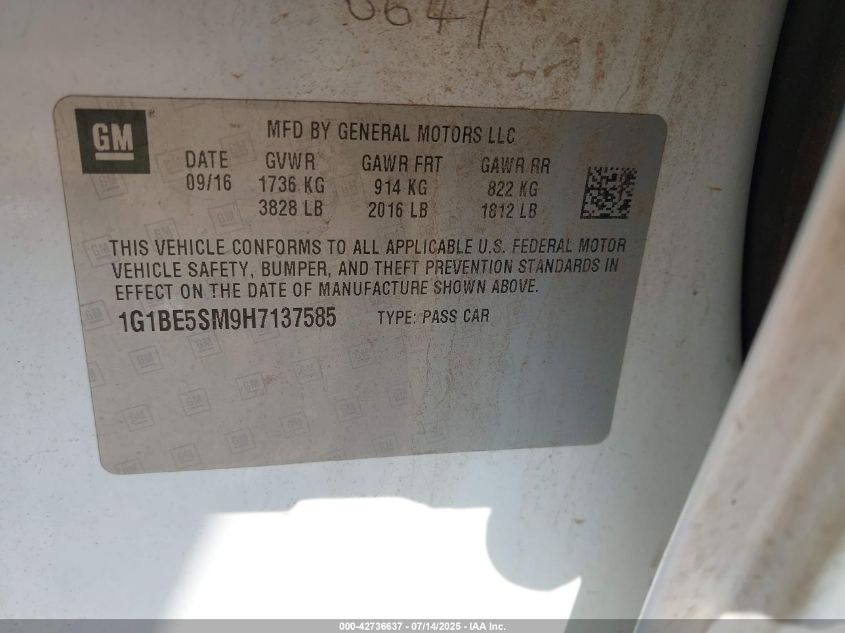 GM
MFD BY GENERAL MOTORS LLC
DATE GVWR GAWR FRT GAWR RR
09/16 1736 KG 914 KG 822 KG
3828 LB 2016 LB 1812 LB
THIS VEHICLE CONFORMS TO ALL APPLICABLE U.S. FEDERAL MOTOR
VEHICLE SAFETY, BUMPER, AND THEFT PREVENTION STANDARDS IN
EFFECT ON THE DATE OF MANUFACTURE SHOWN ABOVE.
1G1BE5SM9H7137585 TYPE: PASS CAR
000-42736637 - 07/14/2025 - IAA Inc.